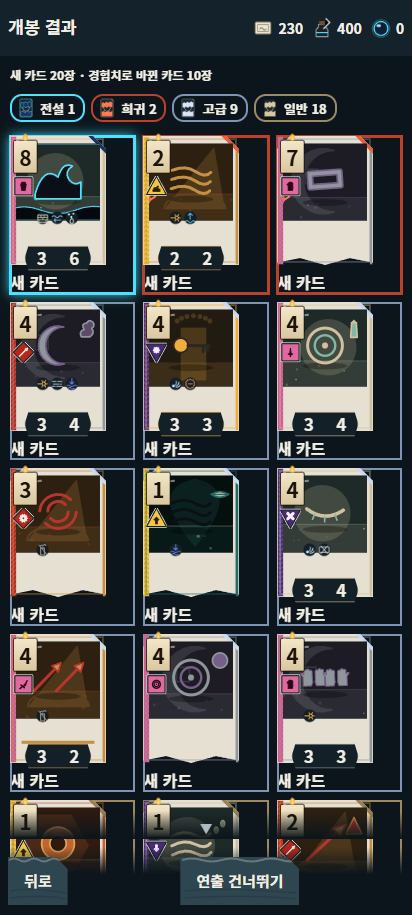 개봉 결과 230 400 0
새 카드 20장 · 경험치로 바뀐 카드 10장
전설 1 희귀 2 고급 9 일반 18
8 2 7
3 6 2 2
새 카드 새 카드 새 카드
4 4 4
3 4 3 3 3 4
새 카드 새 카드 새 카드
3 1 4
3 4
새 카드 새 카드 새 카드
4 4 4
3 2 3 3
새 카드 새 카드 새 카드
1 1 2
뒤로 연출 건너뛰기